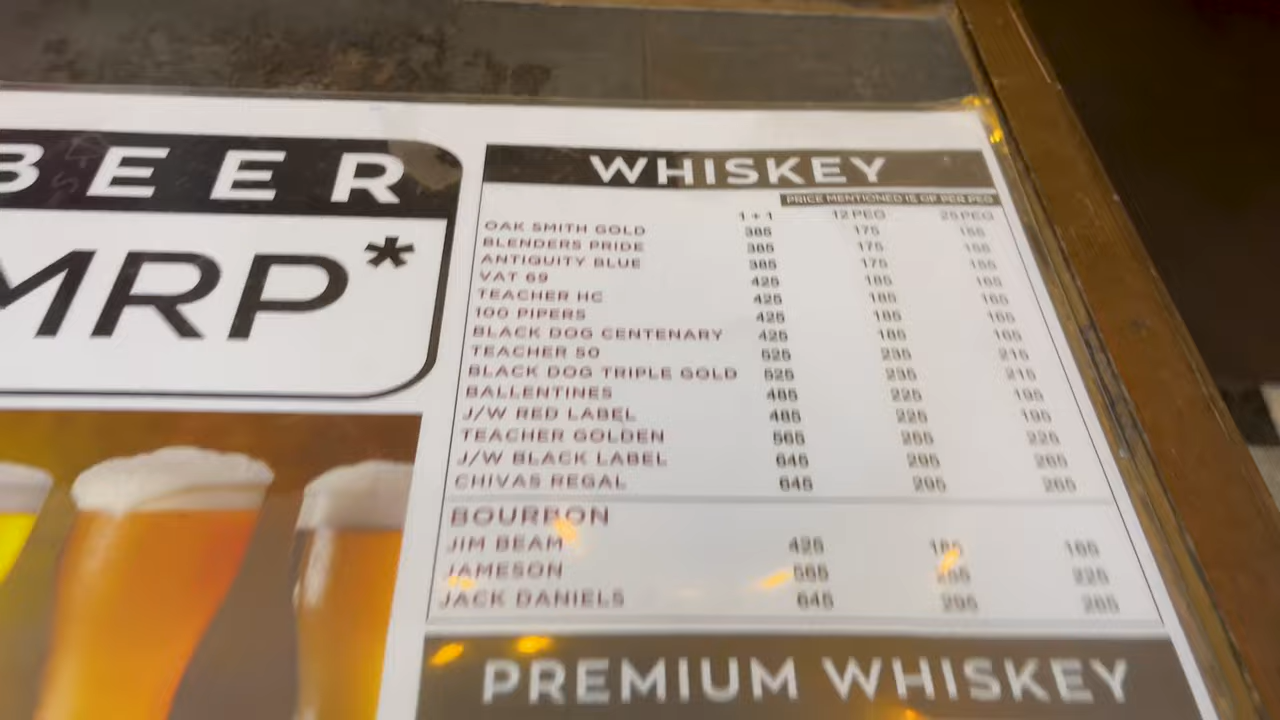 BEER
MRP*
WHISKEY
PRICE MENTIONED IS OF PER PEG
1 + 1 12 PEG 25 PEG
OAK SMITH GOLD 385 175 155
BLENDERS PRIDE 385 175 155
ANTIGUITY BLUE 385 175 155
VAT 69 425 185 165
TEACHER HC 425 185 165
100 PIPERS 425 185 165
BLACK DOG CENTENARY 425 185 165
TEACHER 50 525 235 215
BLACK DOG TRIPLE GOLD 525 235 215
BALLENTINES 485 225 195
J/W RED LABEL 485 225 195
TEACHER GOLDEN 565 255 225
J/W BLACK LABEL 645 295 265
CHIVAS REGAL 645 295 265
BOURBON
JIM BEAM 425 185 165
JAMESON 565 255 225
JACK DANIELS 645 295 265
PREMIUM WHISKEY